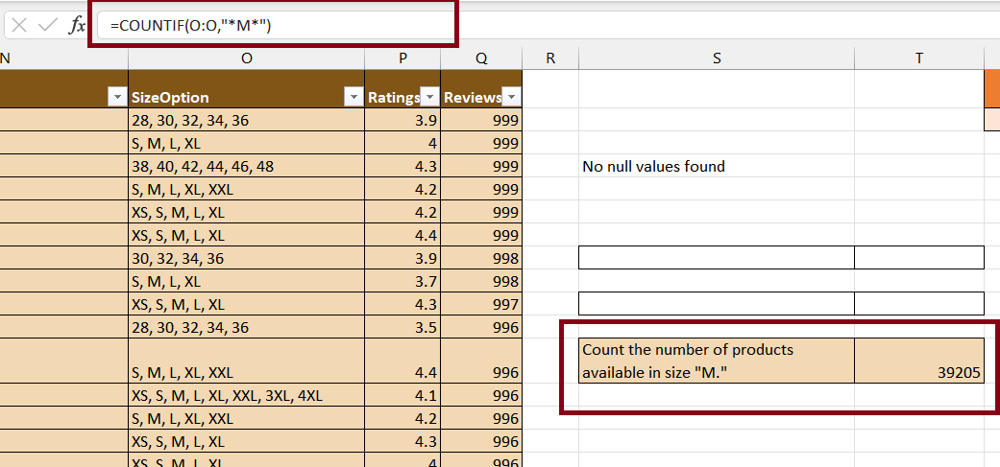 fx =COUNTIF(O:O,"*M*")
N O P Q R S T
SizeOption Ratings Reviews
28, 30, 32, 34, 36 3.9 999
S, M, L, XL 4 999
38, 40, 42, 44, 46, 48 4.3 999 No null values found
S, M, L, XL, XXL 4.2 999
XS, S, M, L, XL 4.2 999
XS, S, M, L, XL 4.4 999
30, 32, 34, 36 3.9 998
S, M, L, XL 3.7 998
XS, S, M, L, XL 4.3 997
28, 30, 32, 34, 36 3.5 996
Count the number of products
S, M, L, XL, XXL 4.4 996 available in size "M." 39205
XS, S, M, L, XL, XXL, 3XL, 4XL 4.1 996
S, M, L, XL, XXL 4.2 996
XS, S, M, L, XL 4.3 996
XS, S, M, L, XL 4 996